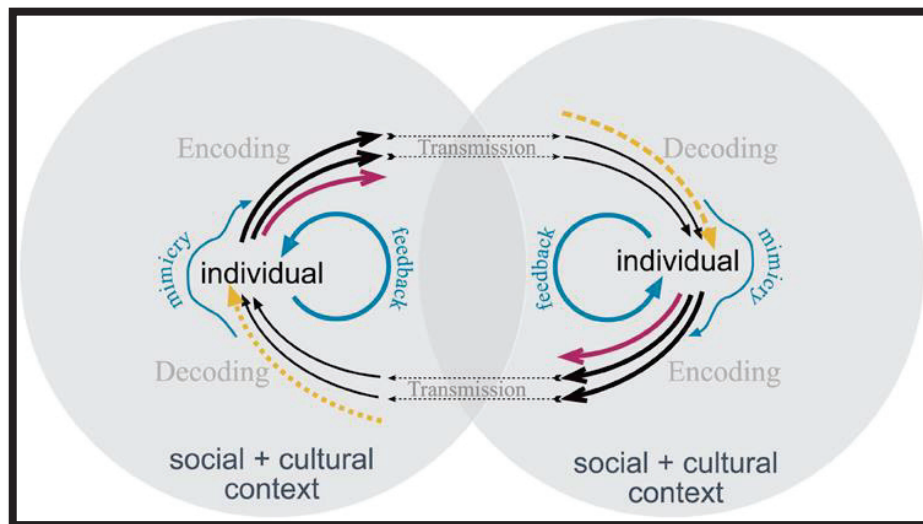 Encoding
Transmission
Decoding
mimicry
individual
feedback
feedback
individual
mimicry
Decoding
Transmission
Encoding
social + cultural
context
social + cultural
context